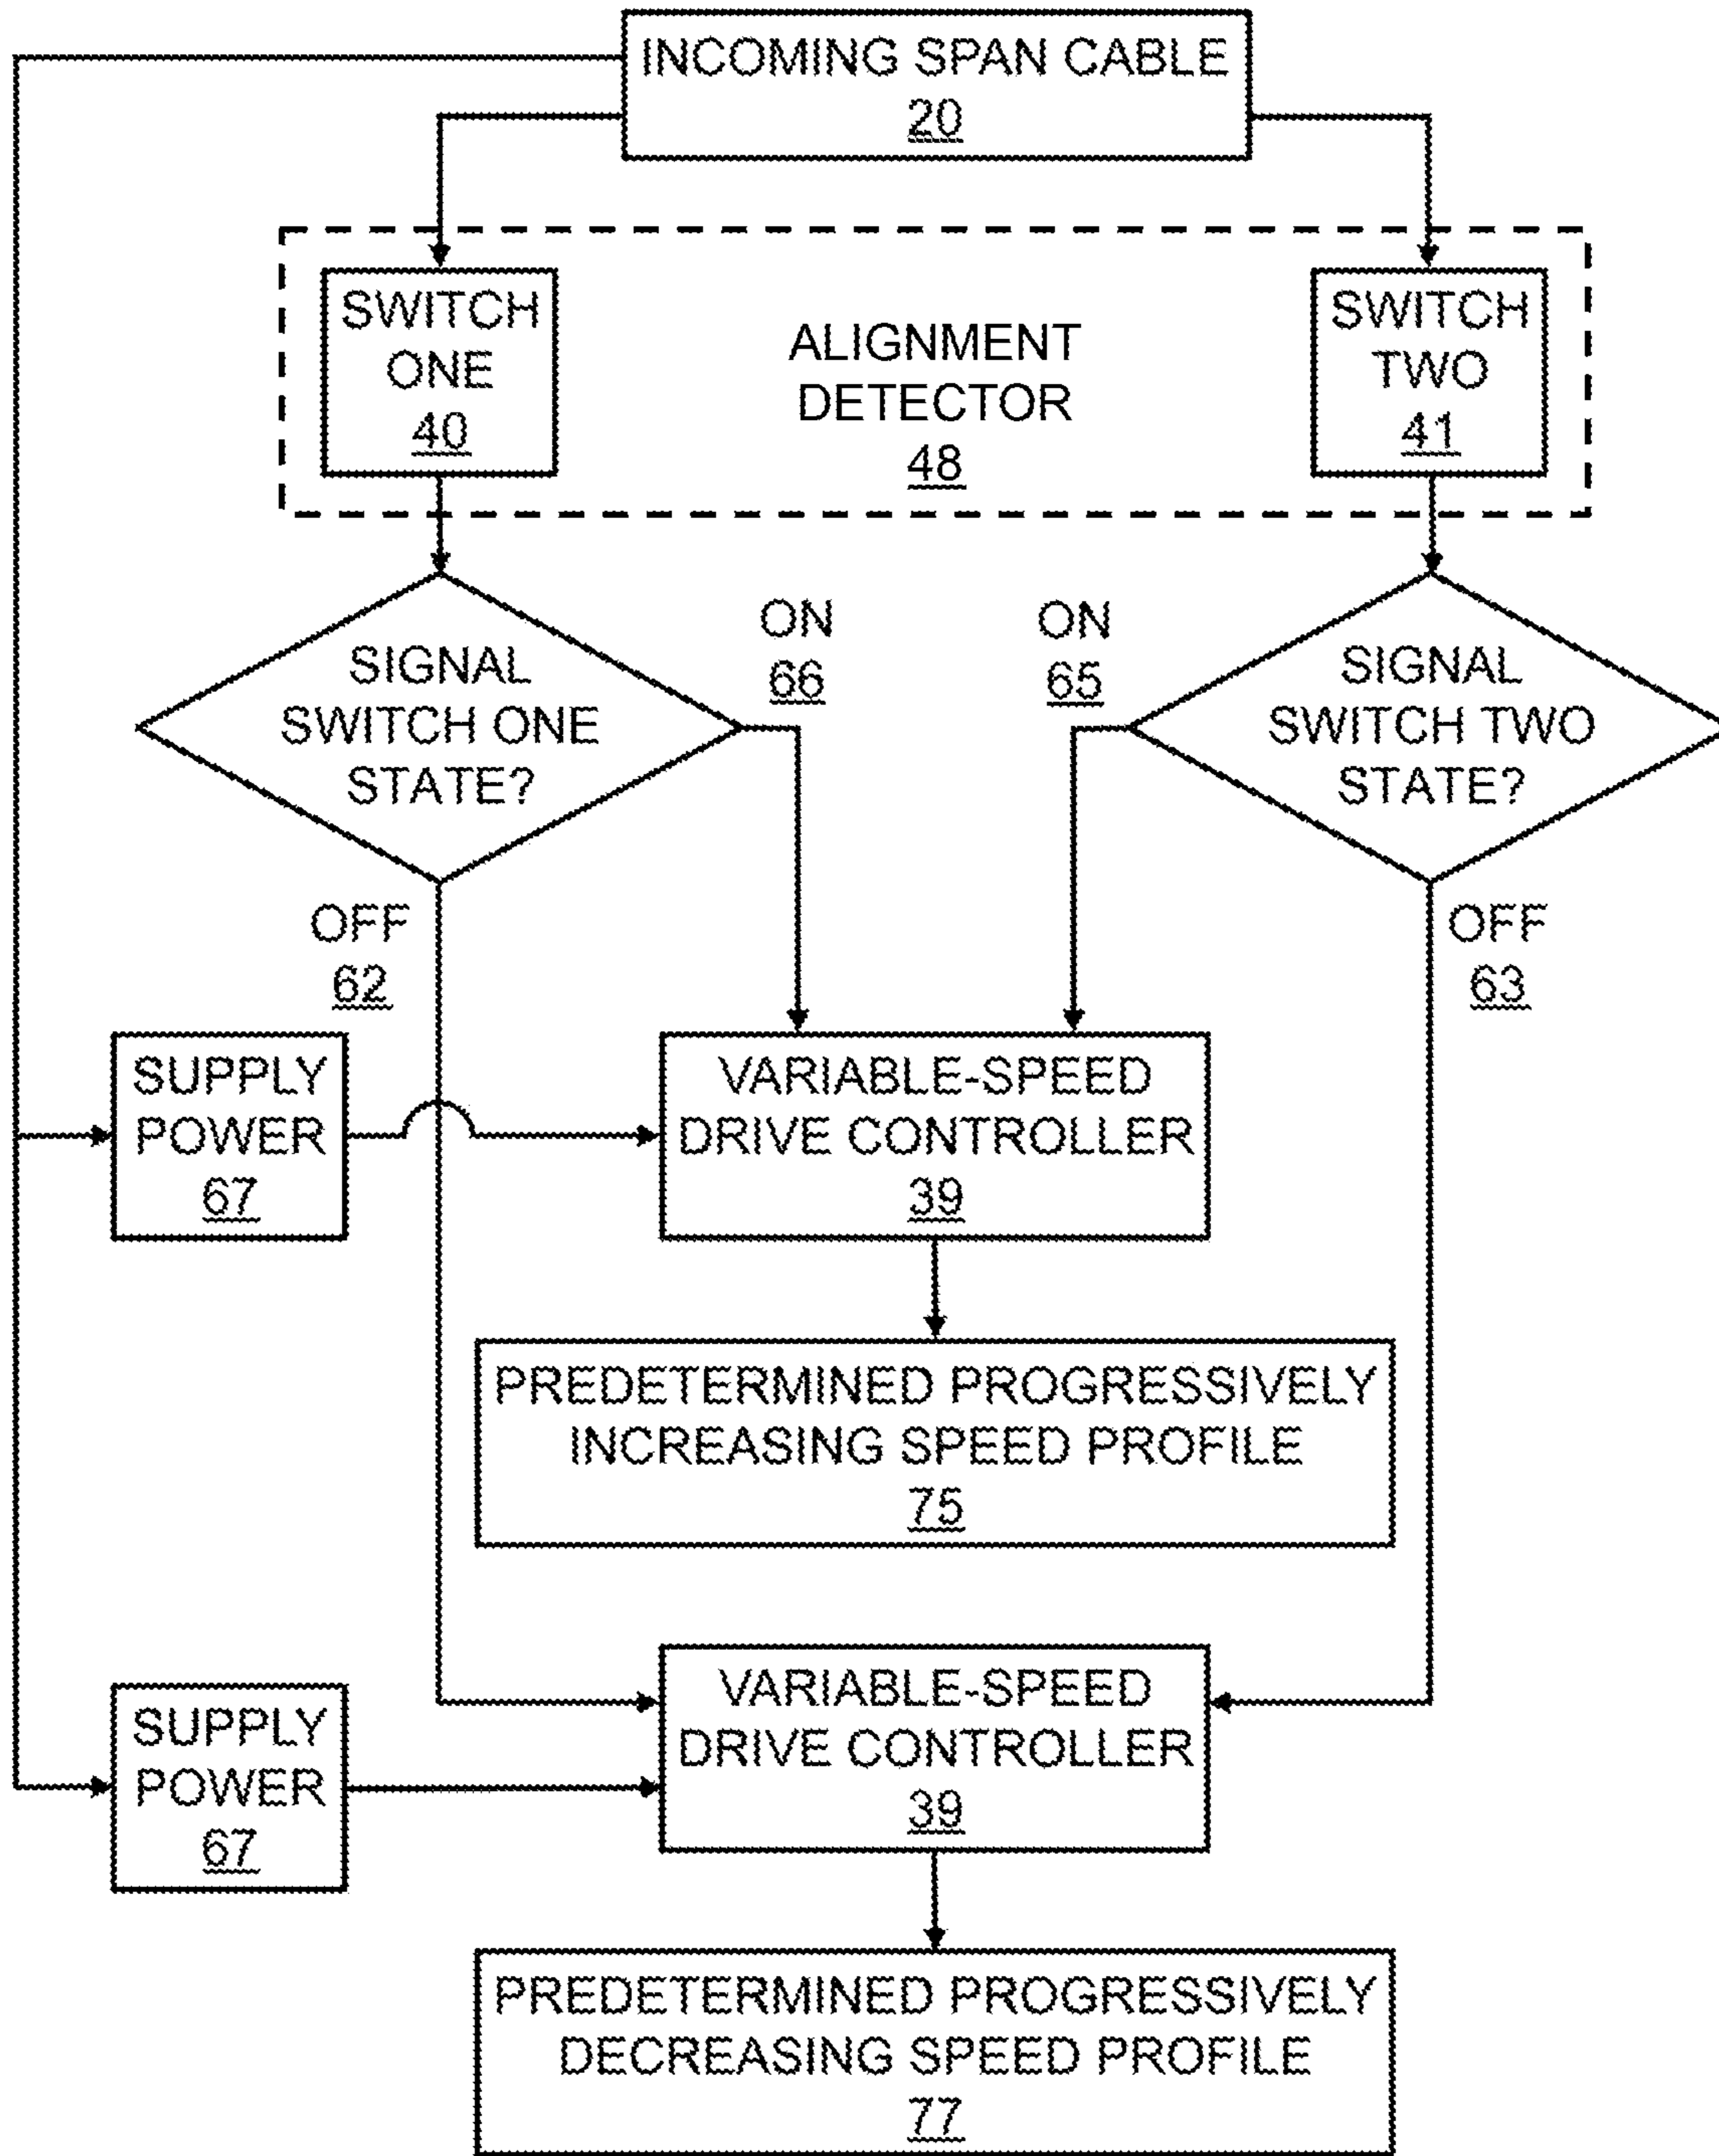 INCOMING SPAN CABLE
20
SWITCH
ONE
40
ALIGNMENT
DETECTOR
48
SWITCH
TWO
41
SIGNAL
SWITCH ONE
STATE?
ON
66
ON
65
SIGNAL
SWITCH TWO
STATE?
OFF
62
OFF
63
SUPPLY
POWER
67
VARIABLE-SPEED
DRIVE CONTROLLER
39
PREDETERMINED PROGRESSIVELY
INCREASING SPEED PROFILE
75
SUPPLY
POWER
67
VARIABLE-SPEED
DRIVE CONTROLLER
39
PREDETERMINED PROGRESSIVELY
DECREASING SPEED PROFILE
77